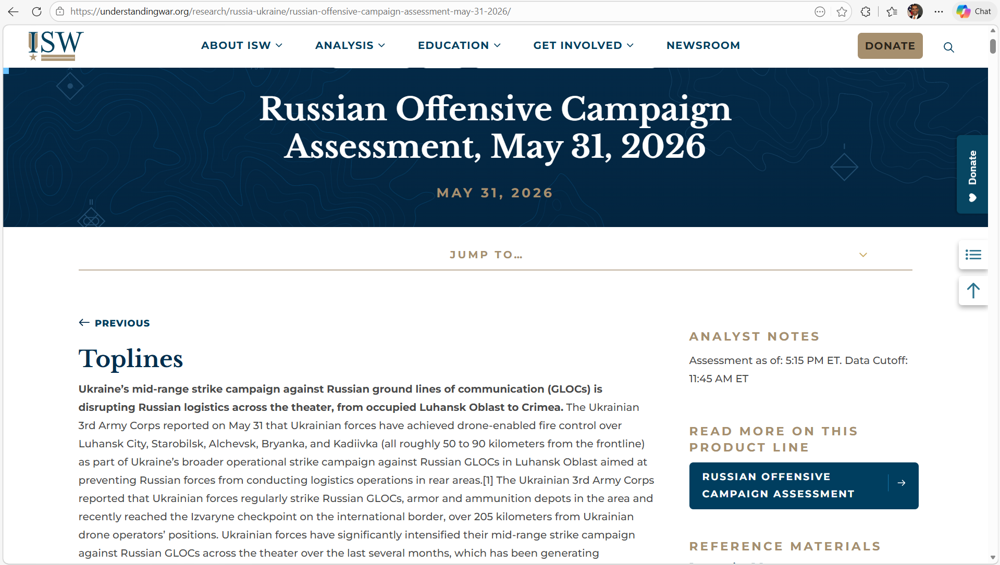 https://understandingwar.org/research/russia-ukraine/russian-offensive-campaign-assessment-may-31-2026/
Chat
ISW
ABOUT ISW
ANALYSIS
EDUCATION
GET INVOLVED
NEWSROOM
DONATE
Russian Offensive Campaign
Assessment, May 31, 2026
MAY 31, 2026
Donate
JUMP TO…
PREVIOUS
Toplines
Ukraine’s mid-range strike campaign against Russian ground lines of communication (GLOCs) is
disrupting Russian logistics across the theater, from occupied Luhansk Oblast to Crimea. The Ukrainian
3rd Army Corps reported on May 31 that Ukrainian forces have achieved drone-enabled fire control over
Luhansk City, Starobilsk, Alchevsk, Bryanka, and Kadiivka (all roughly 50 to 90 kilometers from the frontline)
as part of Ukraine’s broader operational strike campaign against Russian GLOCs in Luhansk Oblast aimed at
preventing Russian forces from conducting logistics operations in rear areas.[1] The Ukrainian 3rd Army Corps
reported that Ukrainian forces regularly strike Russian GLOCs, armor and ammunition depots in the area and
recently reached the Izvaryne checkpoint on the international border, over 205 kilometers from Ukrainian
drone operators’ positions. Ukrainian forces have significantly intensified their mid-range strike campaign
against Russian GLOCs across the theater over the last several months, which has been generating
ANALYST NOTES
Assessment as of: 5:15 PM ET. Data Cutoff:
11:45 AM ET
READ MORE ON THIS
PRODUCT LINE
RUSSIAN OFFENSIVE
CAMPAIGN ASSESSMENT
REFERENCE MATERIALS